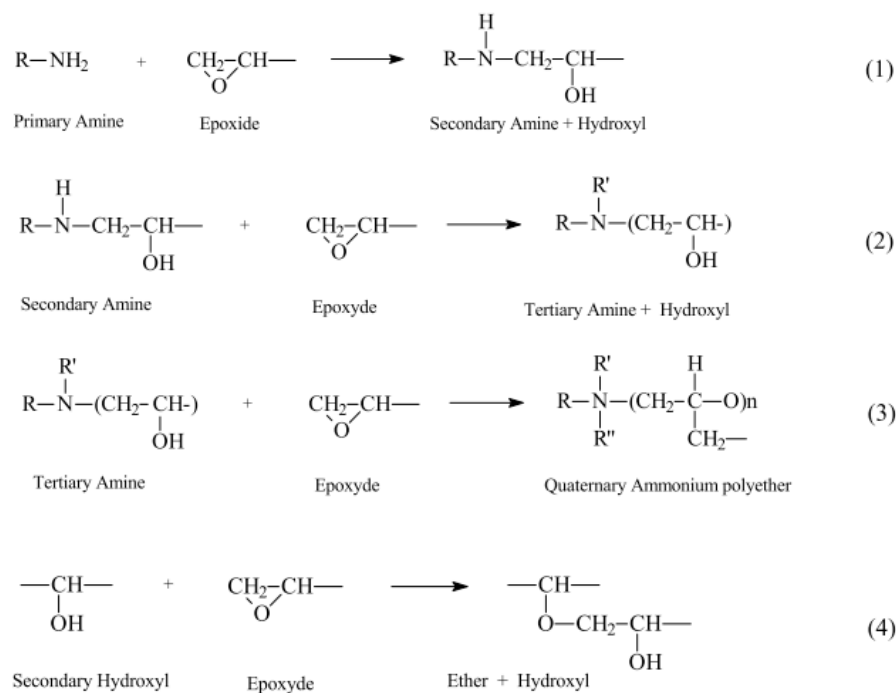 H
R—NH₂ + CH₂—CH— R—N—CH₂—CH— (1)
O OH
Primary Amine Epoxide Secondary Amine + Hydroxyl
H R'
R—N—CH₂—CH— + CH₂—CH— R—N—(CH₂—CH-) (2)
OH O OH
Secondary Amine Epoxyde Tertiary Amine + Hydroxyl
R' R' H
R—N—(CH₂—CH-) + CH₂—CH— R—N—(CH₂—C—O)n (3)
OH O R'' CH₂—
Tertiary Amine Epoxyde Quaternary Ammonium polyether
—CH— + CH₂—CH— —CH—
OH O O—CH₂—CH— (4)
OH
Secondary Hydroxyl Epoxyde Ether + Hydroxyl